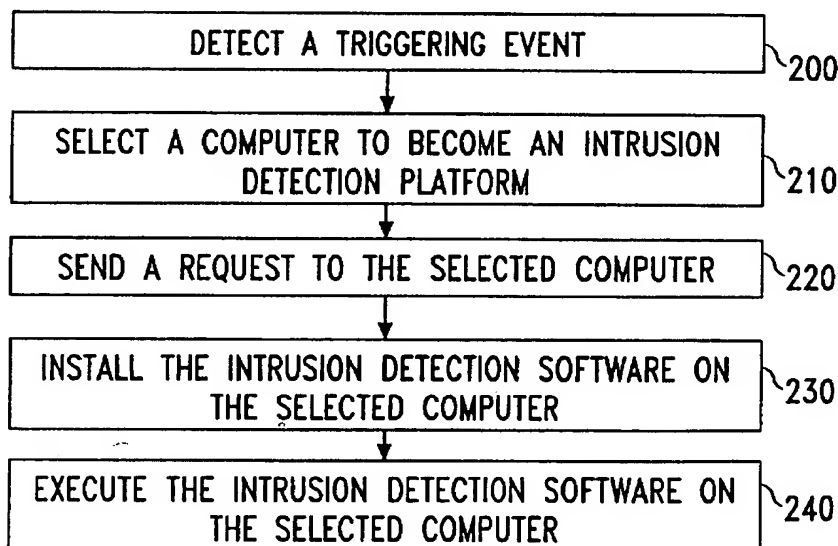 DETECT A TRIGGERING EVENT
200
SELECT A COMPUTER TO BECOME AN INTRUSION
DETECTION PLATFORM
210
SEND A REQUEST TO THE SELECTED COMPUTER
220
INSTALL THE INTRUSION DETECTION SOFTWARE ON
THE SELECTED COMPUTER
230
EXECUTE THE INTRUSION DETECTION SOFTWARE ON
THE SELECTED COMPUTER
240